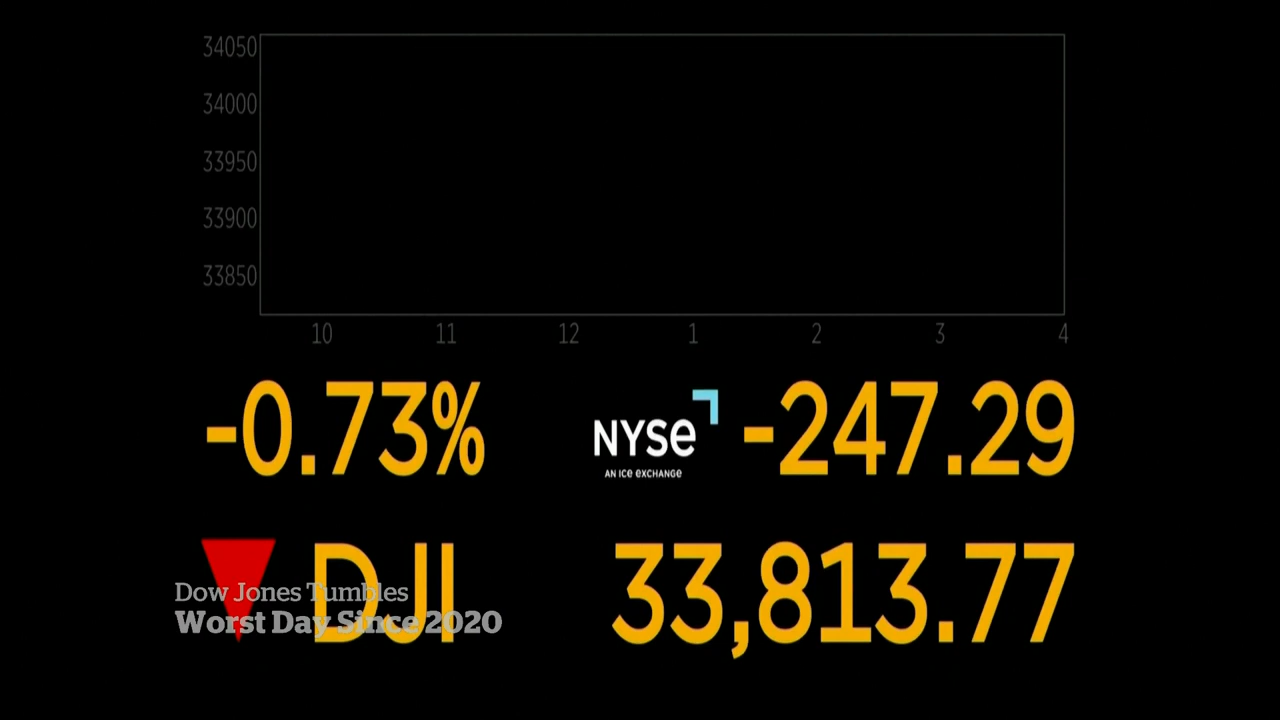 34050
34000
33950
33900
33850
10 11 12 1 2 3 4
-0.73%
NYSE
AN ICE EXCHANGE
-247.29
DJI
33,813.77
Dow Jones Tumbles
Worst Day Since 2020